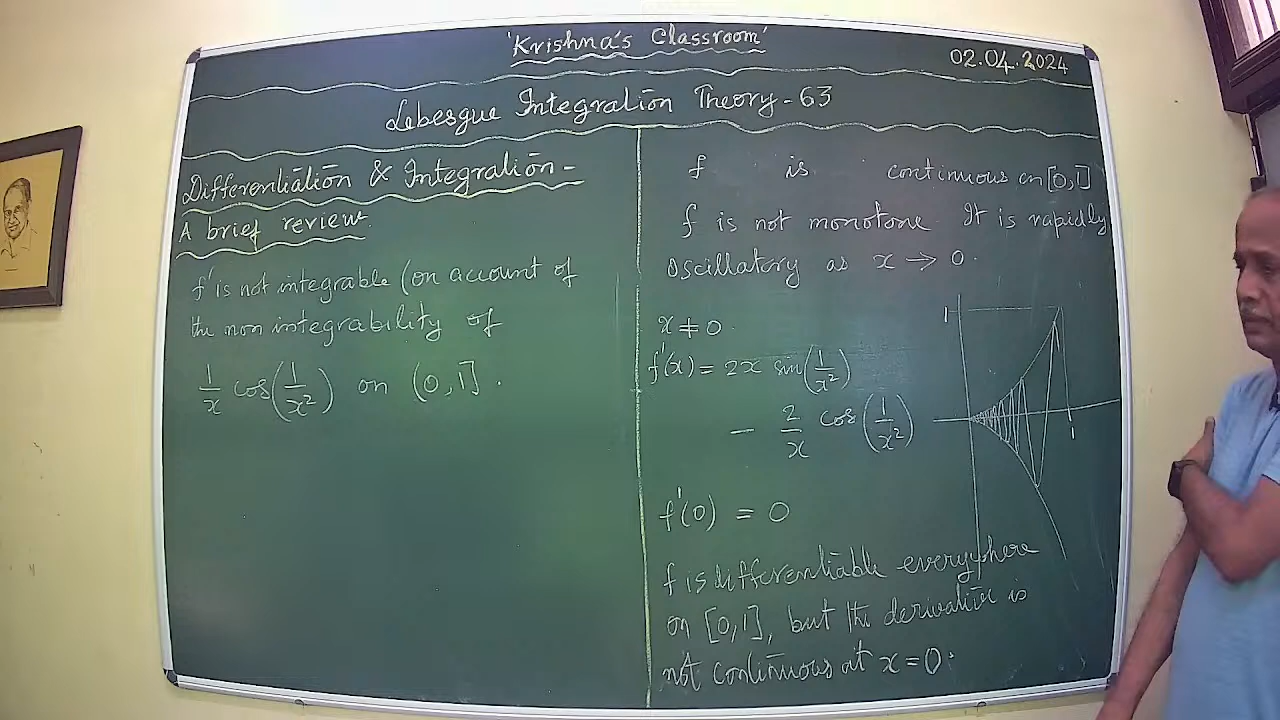 'Krishna's Classroom'
02.04.2024
Lebesgue Integration Theory - 63
Differentiation & Integration -
A brief review.
f' is not integrable (on account of
the non integrability of
1/x cos(1/x²) on (0,1].
f is continuous on [0,1]
f is not monotone. It is rapidly
oscillatory as x → 0.
x ≠ 0.
f'(x) = 2x sin(1/x²)
− 2/x cos(1/x²)
1
1
f'(0) = 0
f is differentiable everywhere
on [0,1], but the derivative is
not continuous at x = 0.